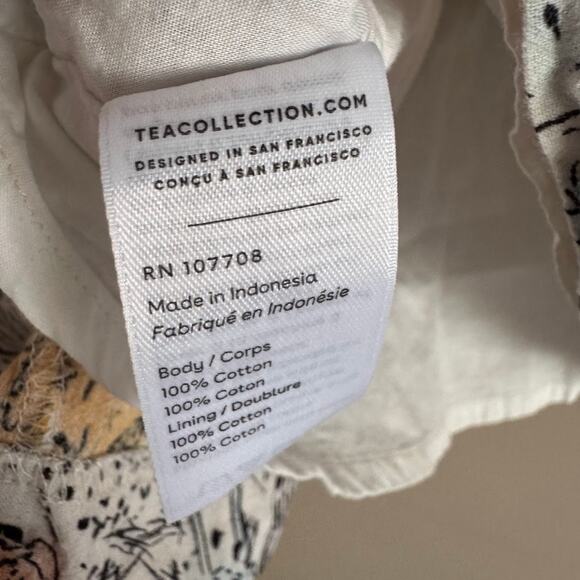 TEACOLLECTION.COM
DESIGNED IN SAN FRANCISCO
CONÇU À SAN FRANCISCO
RN 107708
Made in Indonesia
Fabriqué en Indonésie
Body / Corps
100% Cotton
100% Coton
Lining / Doublure
100% Cotton
100% Coton